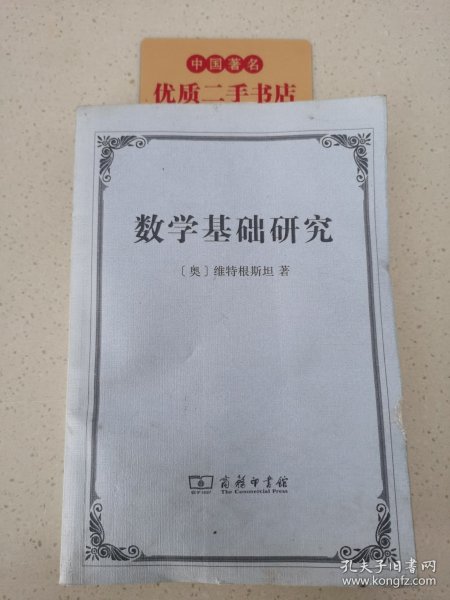 中国著名
优质二手书店
数学基础研究
〔奥〕维特根斯坦 著
商务印书馆
The Commercial Press
孔夫子旧书网
www.kongfz.com